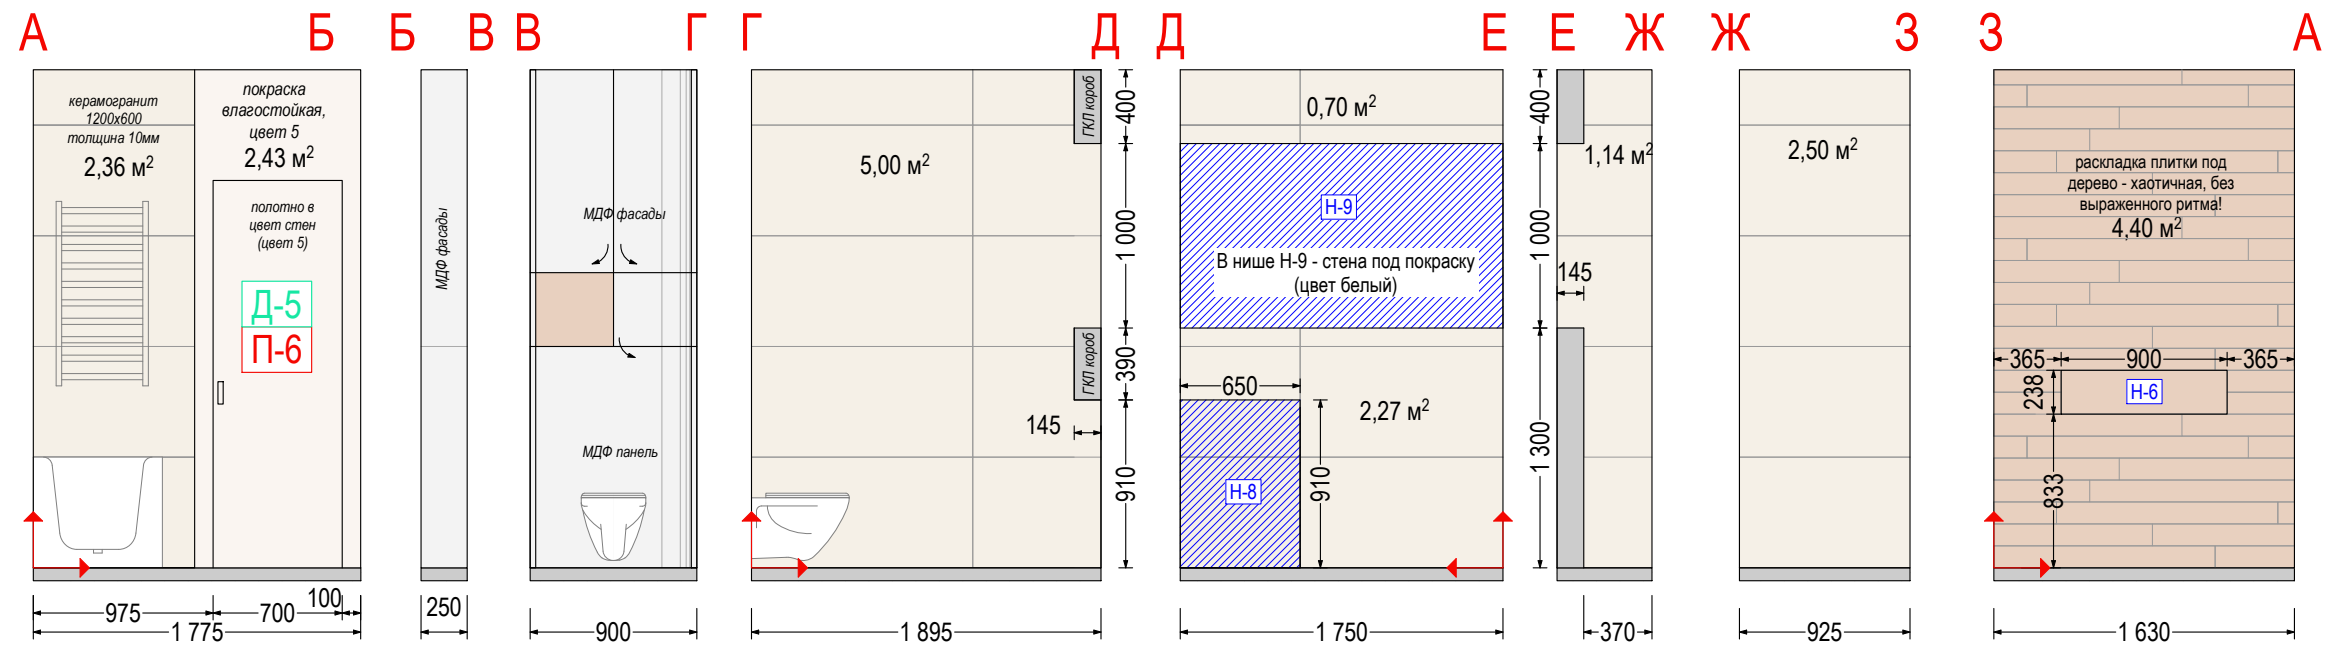 А Б Б В В Г Г Д Д Е Е Ж Ж З З А
керамогранит
1200х600
толщина 10мм
2,36 м²
покраска
влагостойкая,
цвет 5
2,43 м²
полотно в
цвет стен
(цвет 5)
Д-5
П-6
975
700
100
1 775
МДФ фасады
250
МДФ фасады
МДФ панель
900
5,00 м²
ГКЛ короб
ГКЛ короб
145
400
1 000
390
910
1 895
0,70 м²
Н-9
В нише Н-9 - стена под покраску
(цвет белый)
650
2,27 м²
Н-8
910
1 750
400
1 000
1 300
145
1,14 м²
370
2,50 м²
925
раскладка плитки под
дерево - хаотичная, без
выраженного ритма!
4,40 м²
365
900
365
238
Н-6
833
1 630